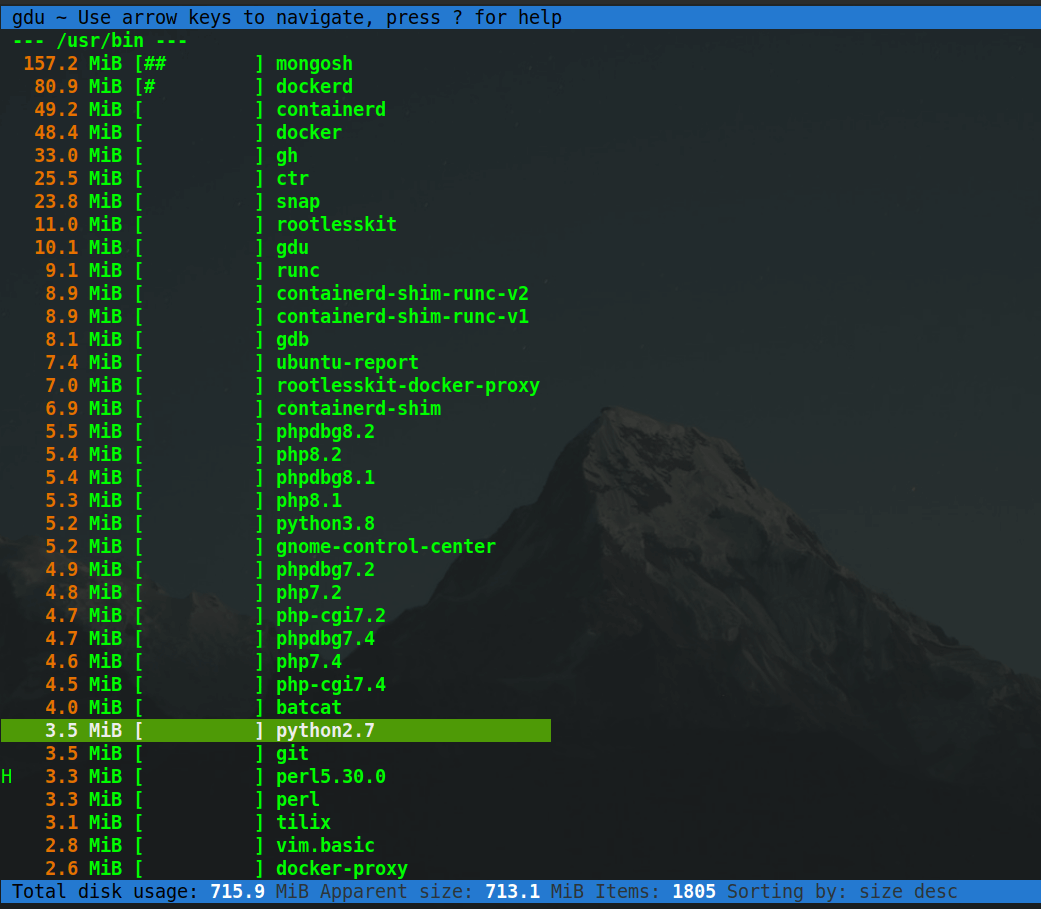 gdu ~ Use arrow keys to navigate, press ? for help
--- /usr/bin ---
157.2 MiB [##        ] mongosh
80.9 MiB [#         ] dockerd
49.2 MiB [          ] containerd
48.4 MiB [          ] docker
33.0 MiB [          ] gh
25.5 MiB [          ] ctr
23.8 MiB [          ] snap
11.0 MiB [          ] rootlesskit
10.1 MiB [          ] gdu
9.1 MiB [          ] runc
8.9 MiB [          ] containerd-shim-runc-v2
8.9 MiB [          ] containerd-shim-runc-v1
8.1 MiB [          ] gdb
7.4 MiB [          ] ubuntu-report
7.0 MiB [          ] rootlesskit-docker-proxy
6.9 MiB [          ] containerd-shim
5.5 MiB [          ] phpdbg8.2
5.4 MiB [          ] php8.2
5.4 MiB [          ] phpdbg8.1
5.3 MiB [          ] php8.1
5.2 MiB [          ] python3.8
5.2 MiB [          ] gnome-control-center
4.9 MiB [          ] phpdbg7.2
4.8 MiB [          ] php7.2
4.7 MiB [          ] php-cgi7.2
4.7 MiB [          ] phpdbg7.4
4.6 MiB [          ] php7.4
4.5 MiB [          ] php-cgi7.4
4.0 MiB [          ] batcat
3.5 MiB [          ] python2.7
3.5 MiB [          ] git
H 3.3 MiB [          ] perl5.30.0
3.3 MiB [          ] perl
3.1 MiB [          ] tilix
2.8 MiB [          ] vim.basic
2.6 MiB [          ] docker-proxy
Total disk usage: 715.9 MiB Apparent size: 713.1 MiB Items: 1805 Sorting by: size desc